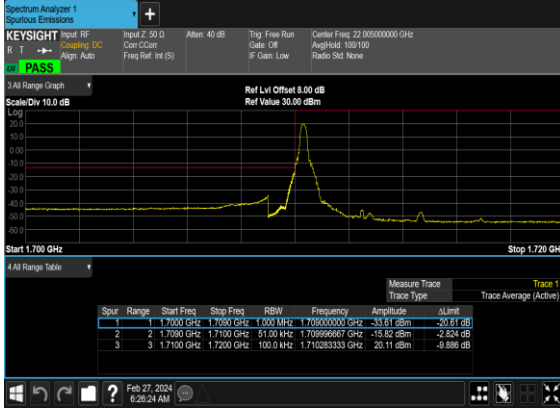 Spectrum Analyzer 1
Spurious Emissions
+
KEYSIGHT Input: RF Input Z: 50 Ω Atten: 40 dB Trig: Free Run Center Freq: 22.005000000 GHz
R T Coupling: DC Corr CCorr Gate: Off Avg|Hold: 100/100
Align: Auto Freq Ref: Int (S) IF Gain: Low Radio Std: None
LXI PASS
3.All Range Graph
Ref Lvl Offset 8.00 dB
Scale/Div 10.0 dB Ref Value 30.00 dBm
Log
20.0
10.0
0.00
-10.0
-20.0
-30.0
-40.0
-50.0
-60.0
Start 1.700 GHz Stop 1.720 GH
4.All Range Table
Measure Trace Trace 1
Trace Type Trace Average (Active)
Spur Range Start Freq Stop Freq RBW Frequency Amplitude ΔLimit
1 1 1.7000 GHz 1.7090 GHz 1.000 MHz 1.709000000 GHz -33.61 dBm -20.61 dB
2 2 1.7090 GHz 1.7100 GHz 51.00 kHz 1.709996667 GHz -15.82 dBm -2.824 dB
3 3 1.7100 GHz 1.7200 GHz 100.0 kHz 1.710283333 GHz 20.11 dBm -9.886 dB
? Feb 27, 2024
6:26:24 AM